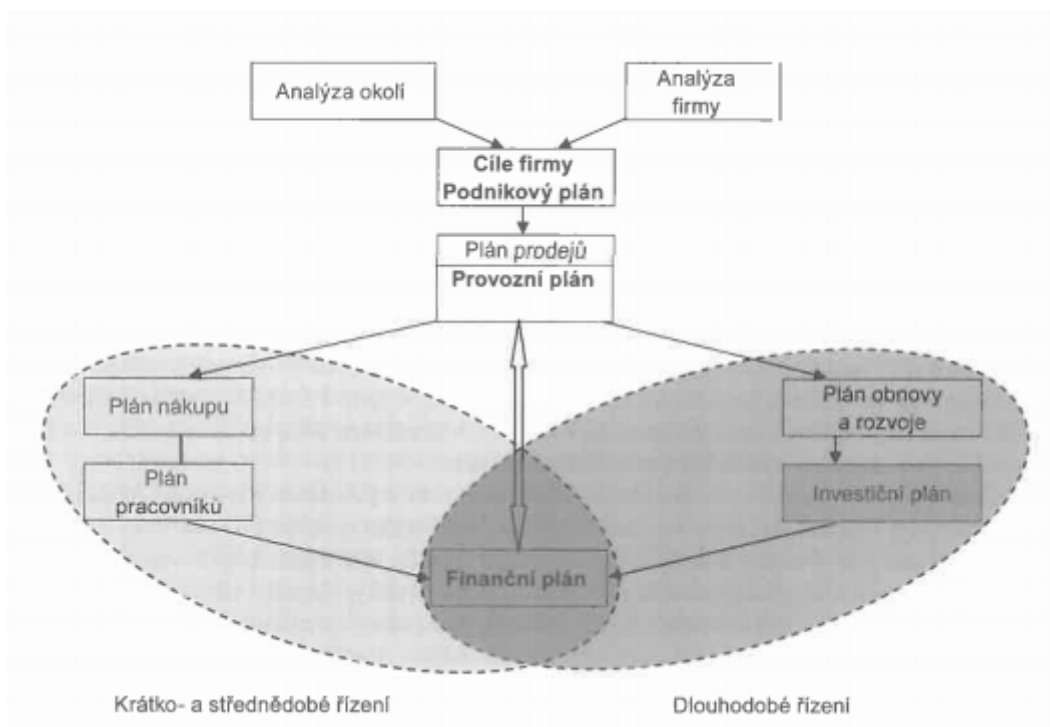 Analýza okolí
Analýza
firmy
Cíle firmy
Podnikový plán
Plán prodejů
Provozní plán
Plán nákupu
Plán
pracovníků
Plán obnovy
a rozvoje
Investiční plán
Finanční plán
Krátko- a střednědobé řízení
Dlouhodobé řízení